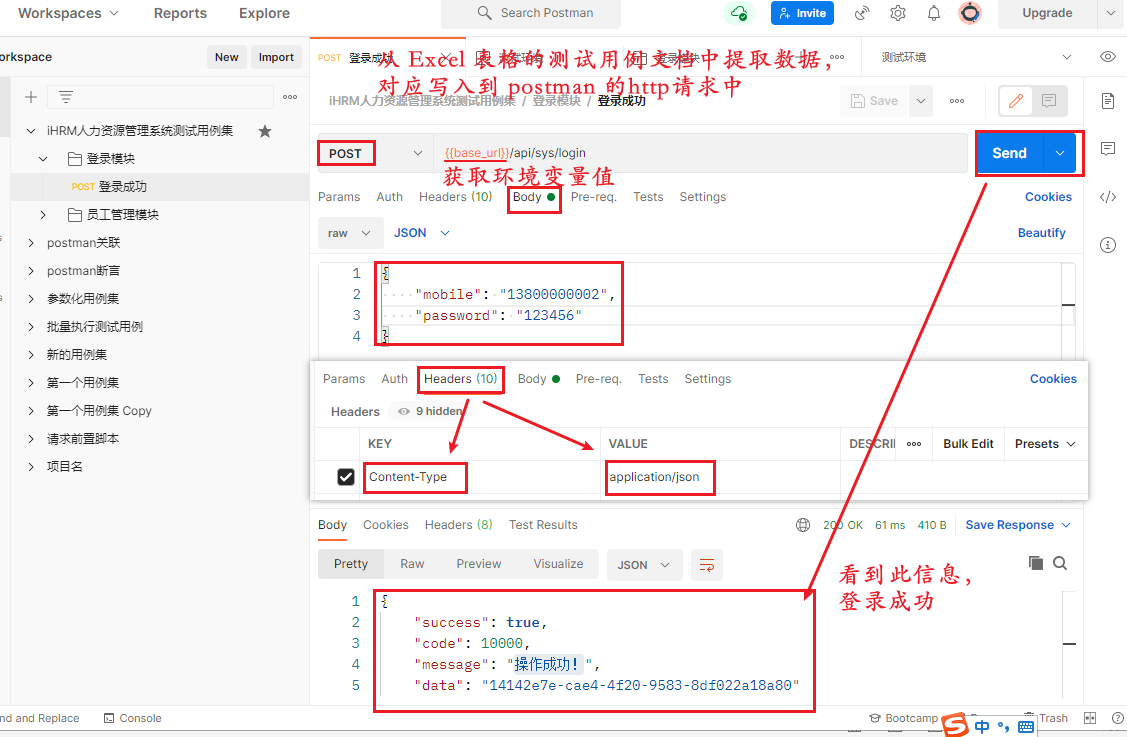 Workspaces Reports Explore Search Postman Invite Upgrade
orkspace New Import
POST 登录成功 测试环境
从 Excel 表格的测试用例文档中提取数据，
对应写入到 postman 的http请求中
iHRM人力资源管理系统测试用例集 / 登录模块 / 登录成功 Save
iHRM人力资源管理系统测试用例集
登录模块
POST 登录成功
员工管理模块
postman关联
postman断言
参数化用例集
批量执行测试用例
新的用例集
第一个用例集
第一个用例集 Copy
请求前置脚本
项目名
POST {{base_url}}/api/sys/login Send
获取环境变量值
Params Auth Headers (10) Body Pre-req. Tests Settings Cookies
raw JSON Beautify
1 {
2 "mobile": "13800000002",
3 "password": "123456"
4 }
Params Auth Headers (10) Body Pre-req. Tests Settings Cookies
Headers 9 hidden
KEY VALUE DESCRI Bulk Edit Presets
Content-Type application/json
Body Cookies Headers (8) Test Results 200 OK 61 ms 410 B Save Response
Pretty Raw Preview Visualize JSON
看到此信息，
登录成功
1 {
2 "success": true,
3 "code": 10000,
4 "message": "操作成功！",
5 "data": "14142e7e-cae4-4f20-9583-8df022a18a80"
nd and Replace Console Bootcamp Trash
中